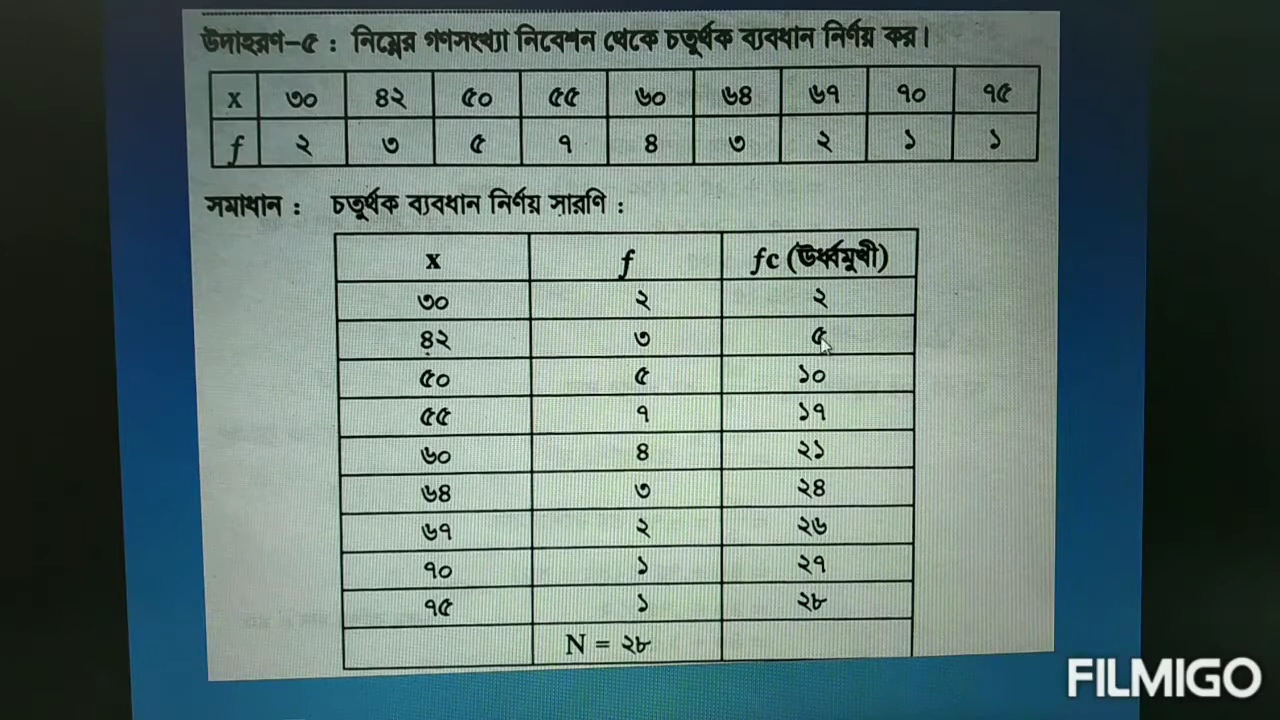 উদাহরণ-৫ : নিম্নের গণসংখ্যা নিবেশন থেকে চতুর্থক ব্যবধান নির্ণয় কর।
x ৩০ ৪২ ৫০ ৫৫ ৬০ ৬৪ ৬৭ ৭০ ৭৫
f ২ ৩ ৫ ৭ ৪ ৩ ২ ১ ১
সমাধান : চতুর্থক ব্যবধান নির্ণয় সারণি :
x f fc (ঊর্ধ্বমূখী)
৩০ ২ ২
৪২ ৩ ৫
৫০ ৫ ১০
৫৫ ৭ ১৭
৬০ ৪ ২১
৬৪ ৩ ২৪
৬৭ ২ ২৬
৭০ ১ ২৭
৭৫ ১ ২৮
N = ২৮
FILMIGO